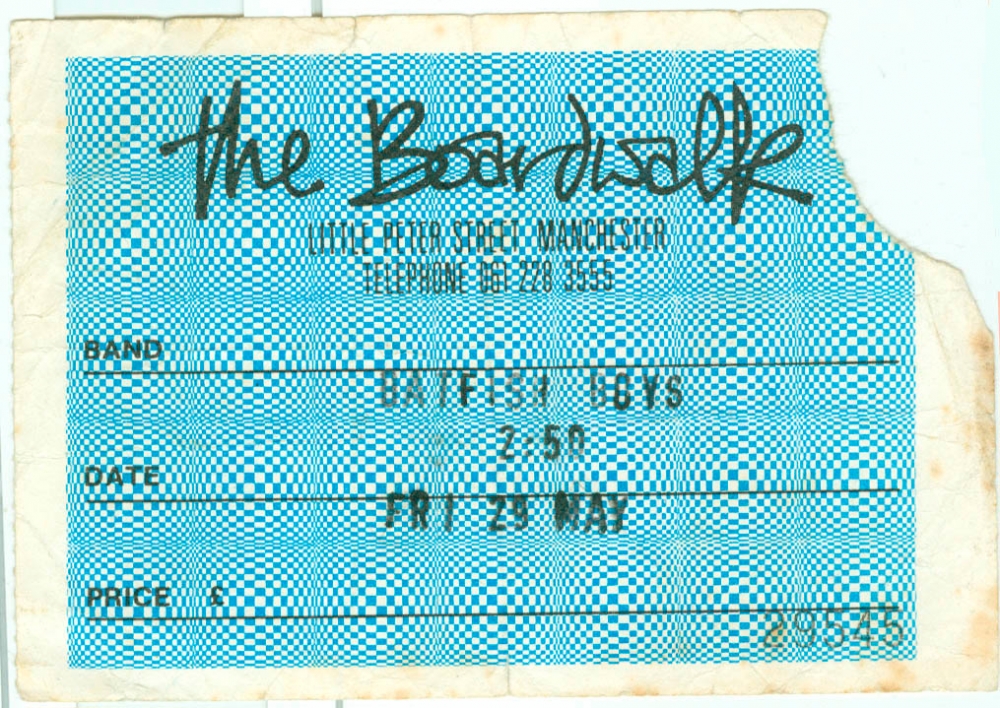 the Boardwalk
LITTLE PETER STREET MANCHESTER
TELEPHONE 061 228 3555
BAND
BATFISH BOYS
2:50
DATE
FRI 29 MAY
PRICE £
29545